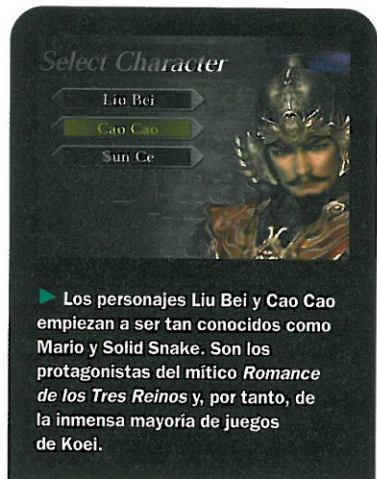 Select Character
Liu Bei
Cao Cao
Sun Ce
Los personajes Liu Bei y Cao Cao
empiezan a ser tan conocidos como
Mario y Solid Snake. Son los
protagonistas del mítico Romance
de los Tres Reinos y, por tanto, de
la inmensa mayoría de juegos
de Koei.